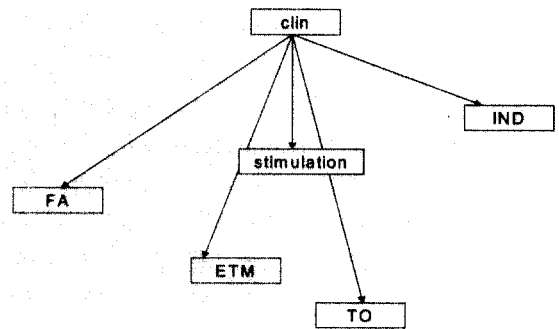 clin
IND
stimulation
FA
ETM
TO